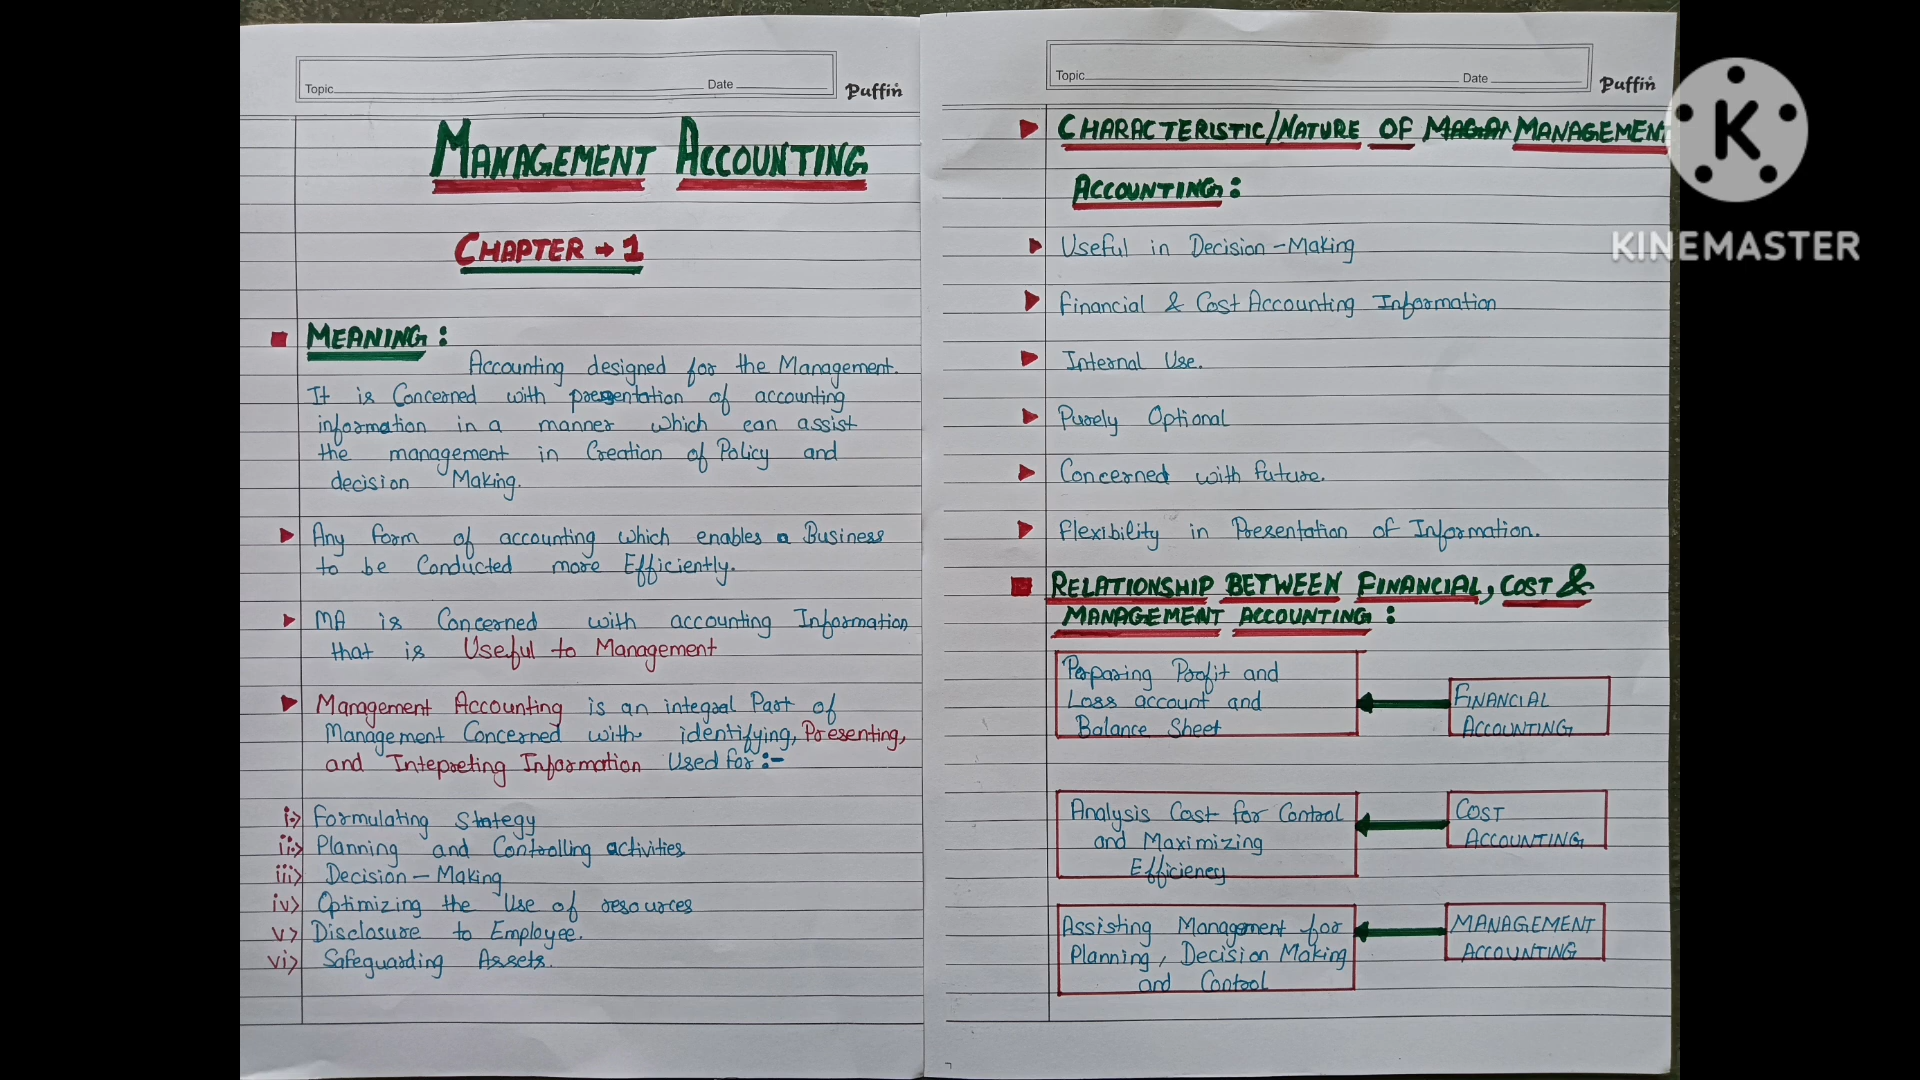 Topic Date Puffin
MANAGEMENT ACCOUNTING
CHAPTER → 1
MEANING :
Accounting designed for the Management.
It is Concerned with presentation of accounting
information in a manner which can assist
the management in Creation of Policy and
decision Making.
Any form of accounting which enables a Business
to be Conducted more Efficiently.
MA is Concerned with accounting Information
that is Useful to Management
Management Accounting is an integral Part of
Management Concerned with identifying, Presenting,
and Intepreting Information Used for :-
i) Formulating Strategy
ii) Planning and Controlling activities
iii) Decision - Making
iv) Optimizing the Use of resources
v) Disclosure to Employee.
vi) Safeguarding Assets.
Topic Date Puffin
CHARACTERISTIC/NATURE OF MANAGEMENT
ACCOUNTING :
Useful in Decision-Making
Financial & Cost Accounting Information
Internal Use.
Purely Optional
Concerned with future.
Flexibility in Presentation of Information.
RELATIONSHIP BETWEEN FINANCIAL, COST &
MANAGEMENT ACCOUNTING :
Perparing Profit and
Loss account and
Balance Sheet
FINANCIAL
ACCOUNTING
Analysis Cost for Control
and Maximizing
Efficiency
COST
ACCOUNTING
Assisting Management for
Planning, Decision Making
and Control
MANAGEMENT
ACCOUNTING
K
KINEMASTER